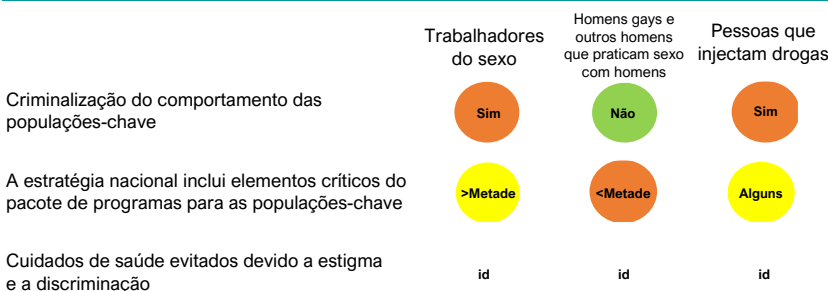 Trabalhadores
do sexo
Homens gays e
outros homens
que praticam sexo
com homens
Pessoas que
injectam drogas
Criminalização do comportamento das
populações-chave
Sim
Não
Sim
A estratégia nacional inclui elementos críticos do
pacote de programas para as populações-chave
>Metade
<Metade
Alguns
Cuidados de saúde evitados devido a estigma
e a discriminação
id
id
id